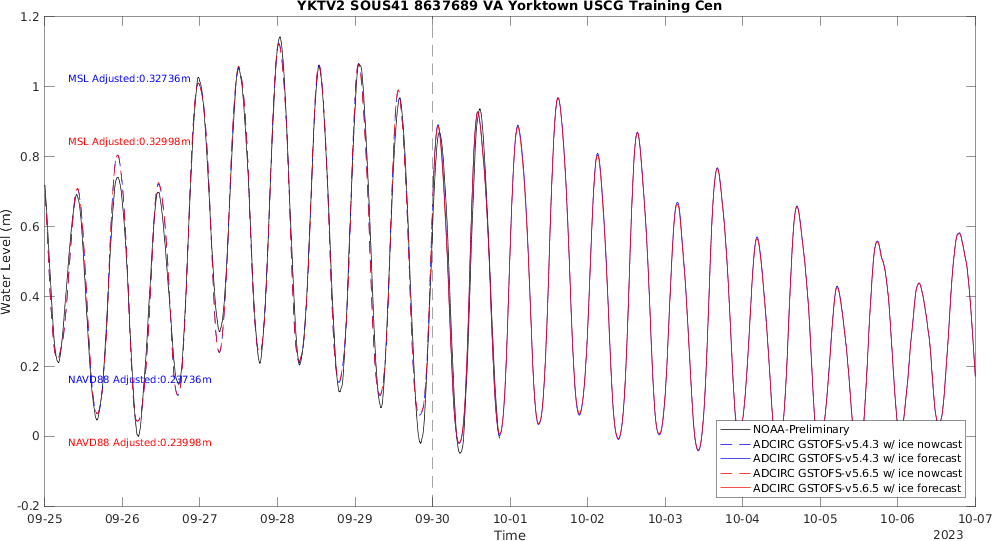 YKTV2 SOUS41 8637689 VA Yorktown USCG Training Cen
1.2
1
0.8
0.6
0.4
0.2
0
-0.2
Water Level (m)
MSL Adjusted:0.32736m
MSL Adjusted:0.32998m
NAVD88 Adjusted:0.23736m
NAVD88 Adjusted:0.23998m
NOAA-Preliminary
ADCIRC GSTOFS-v5.4.3 w/ ice nowcast
ADCIRC GSTOFS-v5.4.3 w/ ice forecast
ADCIRC GSTOFS-v5.6.5 w/ ice nowcast
ADCIRC GSTOFS-v5.6.5 w/ ice forecast
09-25 09-26 09-27 09-28 09-29 09-30 10-01 10-02 10-03 10-04 10-05 10-06 10-07
Time
2023